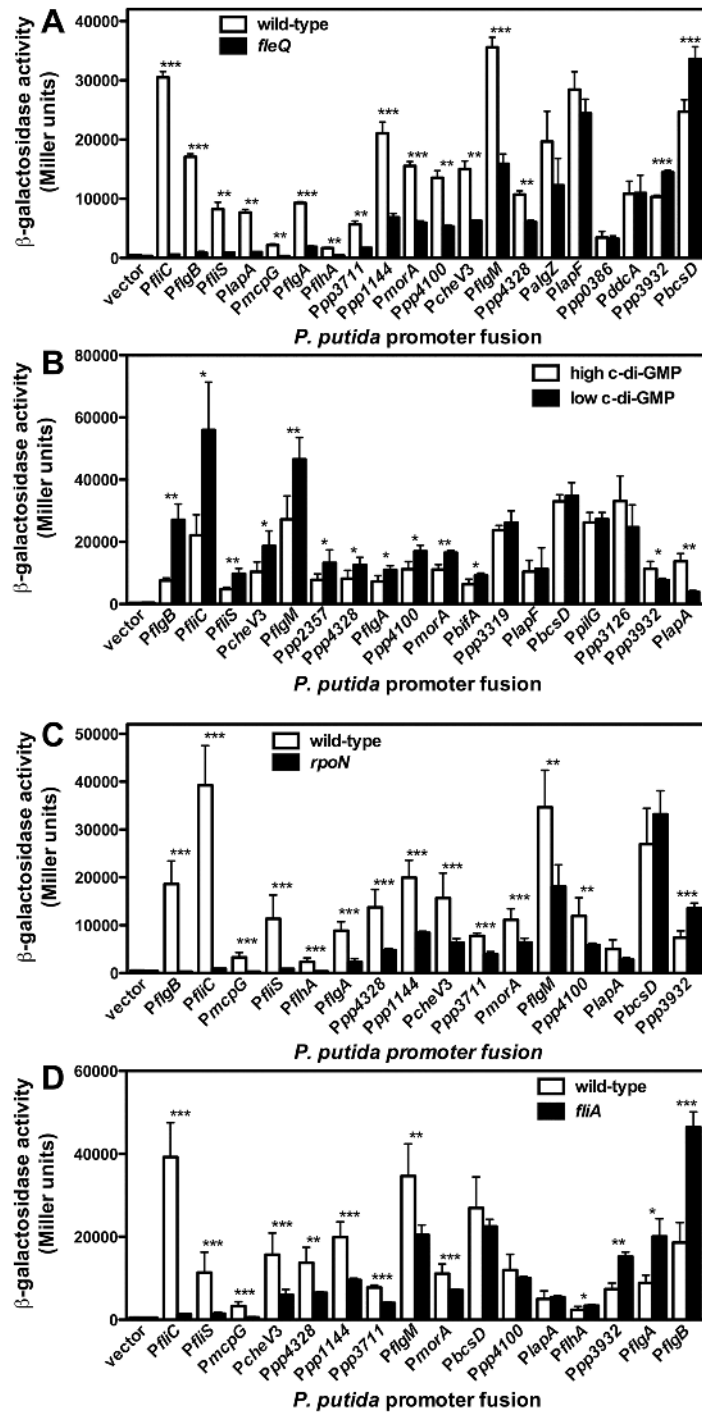 A
wild-type
fleQ
β-galactosidase activity
(Miller units)
40000
30000
20000
10000
0
*** *** ** ** ** *** ** ** *** *** ** ** *** ** *** ***
vector PfliC PflgB PfliS PlapA PmcpG PflgA PflhA Ppp3711 Ppp1144 PmorA Ppp4100 PcheV3 PflgM Ppp4328 PalgZ PlapF Ppp0386 PddcA Ppp3932 PbcsD
P. putida promoter fusion
B
high c-di-GMP
low c-di-GMP
β-galactosidase activity
(Miller units)
80000
60000
40000
20000
0
** * ** * ** * * * * ** * * **
vector PflgB PfliC PfliS PcheV3 PflgM Ppp2357 Ppp4328 PflgA Ppp4100 PmorA PbifA Ppp3319 PlapF PbcsD PpilG Ppp3126 Ppp3932 PlapA
P. putida promoter fusion
C
wild-type
rpoN
β-galactosidase activity
(Miller units)
50000
40000
30000
20000
10000
0
*** *** *** *** *** *** *** *** *** *** *** ** ** ***
vector PflgB PfliC PmcpG PfliS PflhA PflgA Ppp4328 Ppp1144 PcheV3 Ppp3711 PmorA PflgM Ppp4100 PlapA PbcsD Ppp3932
P. putida promoter fusion
D
wild-type
fliA
β-galactosidase activity
(Miller units)
60000
40000
20000
0
*** *** *** *** ** *** *** ** *** * ** * ***
vector PfliC PfliS PmcpG PcheV3 Ppp4328 Ppp1144 Ppp3711 PflgM PmorA PbcsD Ppp4100 PlapA PflhA Ppp3932 PflgA PflgB
P. putida promoter fusion